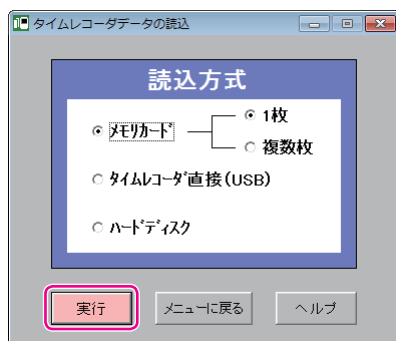 タイムレコーダデータの読込
読込方式
メモリカード
1枚
複数枚
タイムレコーダ直接(USB)
ハードディスク
実行
メニューに戻る
ヘルプ